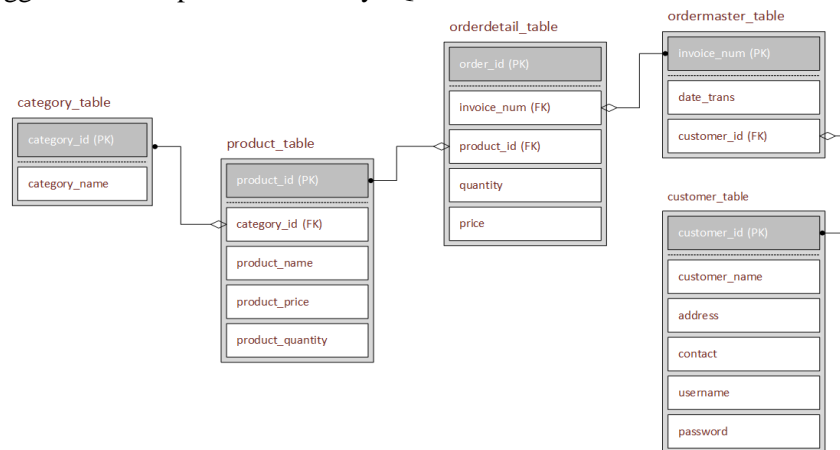 orderdetail_table
order_id (PK)
invoice_num (FK)
product_id (FK)
quantity
price
ordermaster_table
invoice_num (PK)
date_trans
customer_id (FK)
category_table
category_id (PK)
category_name
product_table
product_id (PK)
category_id (FK)
product_name
product_price
product_quantity
customer_table
customer_id (PK)
customer_name
address
contact
username
password